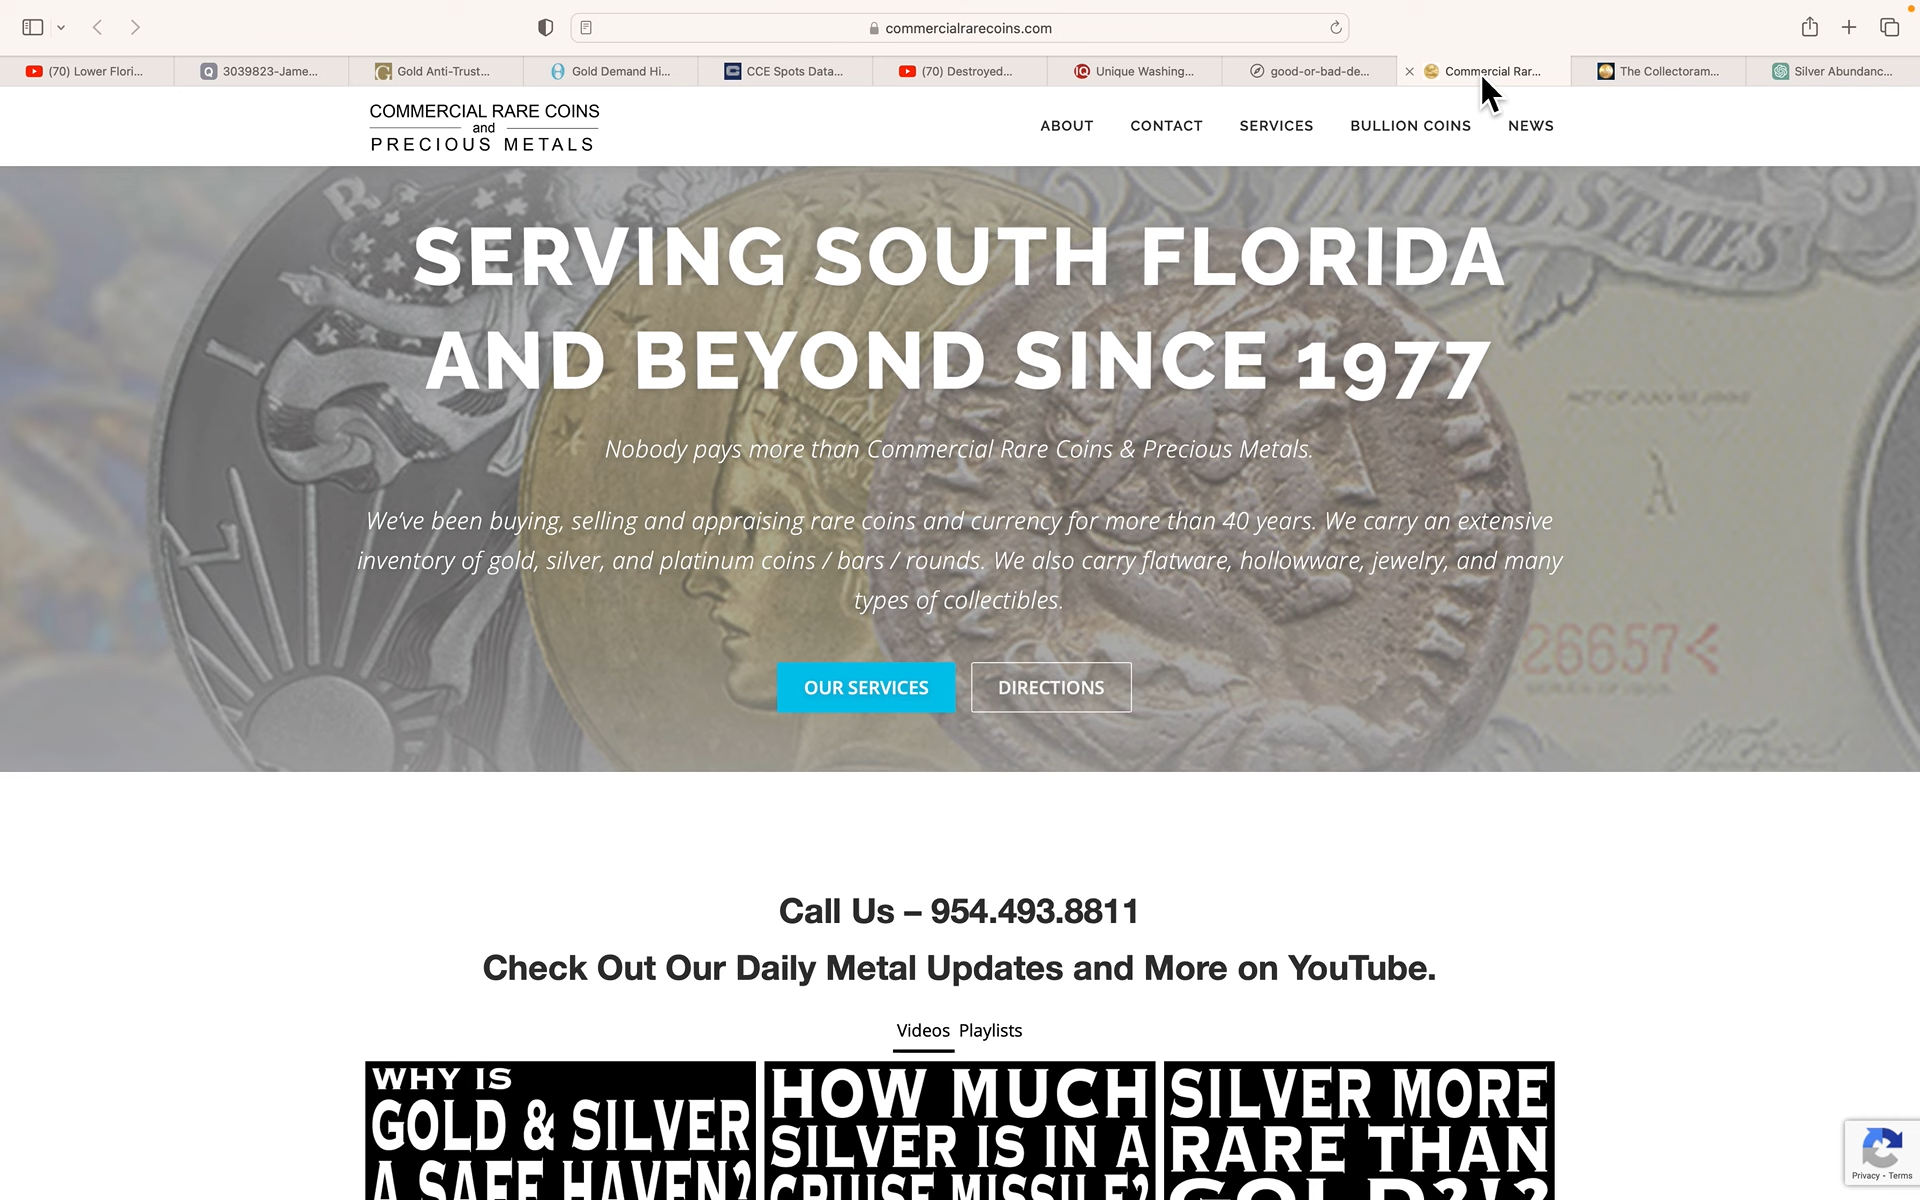 commercialrarecoins.com
(70) Lower Flori...
3039823-Jame...
Gold Anti-Trust...
Gold Demand Hi...
CCE Spots Data...
(70) Destroyed...
Unique Washing...
good-or-bad-de...
Commercial Rar...
The Collectoram...
Silver Abundanc...
COMMERCIAL RARE COINS
and
PRECIOUS METALS
ABOUT
CONTACT
SERVICES
BULLION COINS
NEWS
UNITED STATES
SERVING SOUTH FLORIDA
AND BEYOND SINCE 1977
Nobody pays more than Commercial Rare Coins & Precious Metals.
We've been buying, selling and appraising rare coins and currency for more than 40 years. We carry an extensive
inventory of gold, silver, and platinum coins / bars / rounds. We also carry flatware, hollowware, jewelry, and many
types of collectibles.
26657
OUR SERVICES
DIRECTIONS
Call Us – 954.493.8811
Check Out Our Daily Metal Updates and More on YouTube.
Videos Playlists
WHY IS
GOLD & SILVER
A SAFE HAVEN?
HOW MUCH
SILVER IS IN A
CRUISE MISSILE?
SILVER MORE
RARE THAN
GOLD?!?
Privacy - Terms